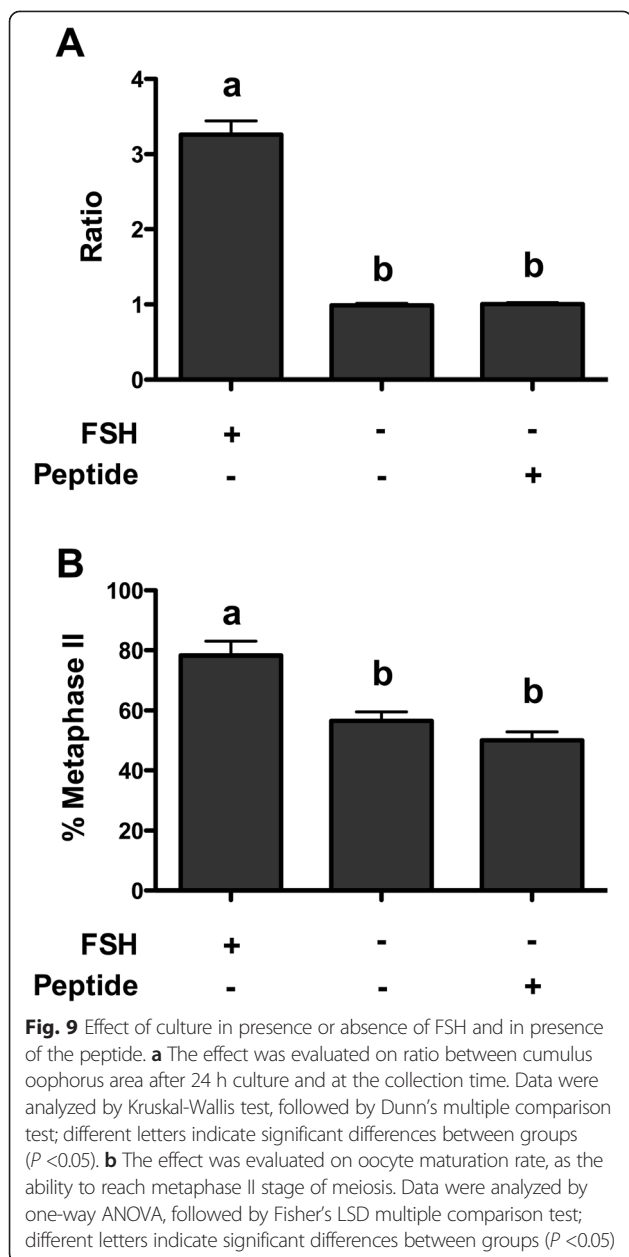 A
4
a
3
Ratio
2
b b
1
0
FSH + - -
Peptide - - +
B
100
a
80
% Metaphase II
b
60
b
40
20
0
FSH + - -
Peptide - - +
Fig. 9 Effect of culture in presence or absence of FSH and in presence
of the peptide. a The effect was evaluated on ratio between cumulus
oophorus area after 24 h culture and at the collection time. Data were
analyzed by Kruskal-Wallis test, followed by Dunn's multiple comparison
test; different letters indicate significant differences between groups
(P <0.05). b The effect was evaluated on oocyte maturation rate, as the
ability to reach metaphase II stage of meiosis. Data were analyzed by
one-way ANOVA, followed by Fisher's LSD multiple comparison test;
different letters indicate significant differences between groups (P <0.05)